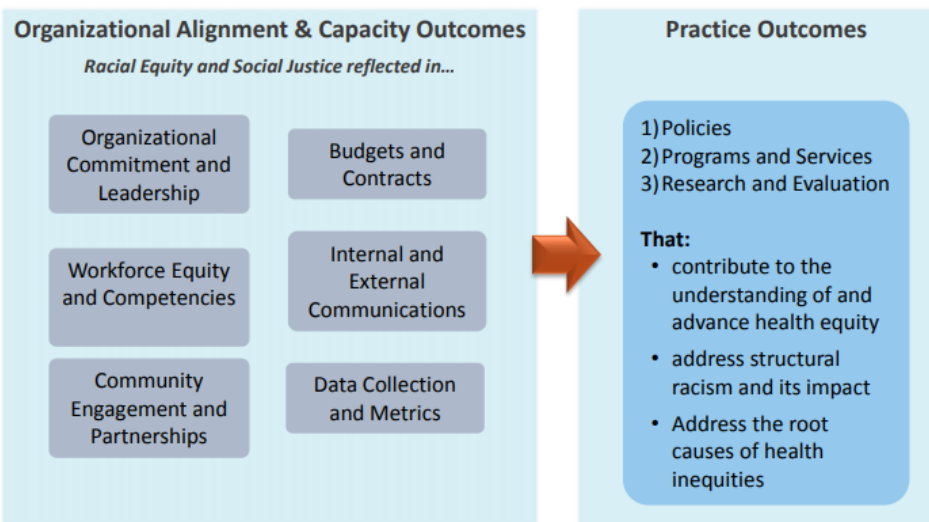 Organizational Alignment & Capacity Outcomes
Racial Equity and Social Justice reflected in…
Organizational
Commitment and
Leadership
Budgets and
Contracts
Workforce Equity
and Competencies
Internal and
External
Communications
Community
Engagement and
Partnerships
Data Collection
and Metrics
Practice Outcomes
1)Policies
2)Programs and Services
3)Research and Evaluation
That:
• contribute to the
understanding of and
advance health equity
• address structural
racism and its impact
• Address the root
causes of health
inequities